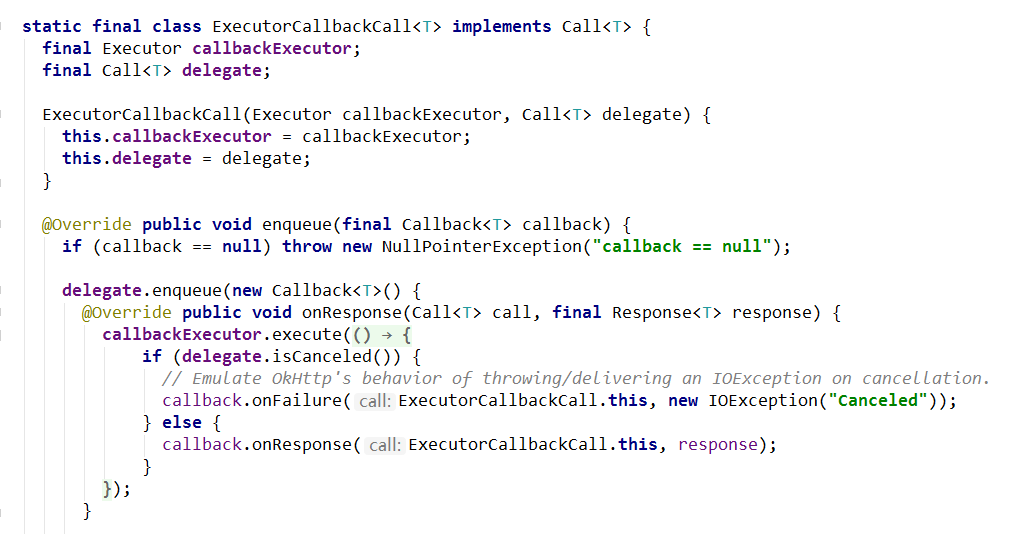 static final class ExecutorCallbackCall<T> implements Call<T> {
  final Executor callbackExecutor;
  final Call<T> delegate;

  ExecutorCallbackCall(Executor callbackExecutor, Call<T> delegate) {
    this.callbackExecutor = callbackExecutor;
    this.delegate = delegate;
  }

  @Override public void enqueue(final Callback<T> callback) {
    if (callback == null) throw new NullPointerException("callback == null");

    delegate.enqueue(new Callback<T>() {
      @Override public void onResponse(Call<T> call, final Response<T> response) {
        callbackExecutor.execute(() → {
            if (delegate.isCanceled()) {
              // Emulate OkHttp's behavior of throwing/delivering an IOException on cancellation.
              callback.onFailure( call: ExecutorCallbackCall.this, new IOException("Canceled"));
            } else {
              callback.onResponse( call: ExecutorCallbackCall.this, response);
            }
        });
      }